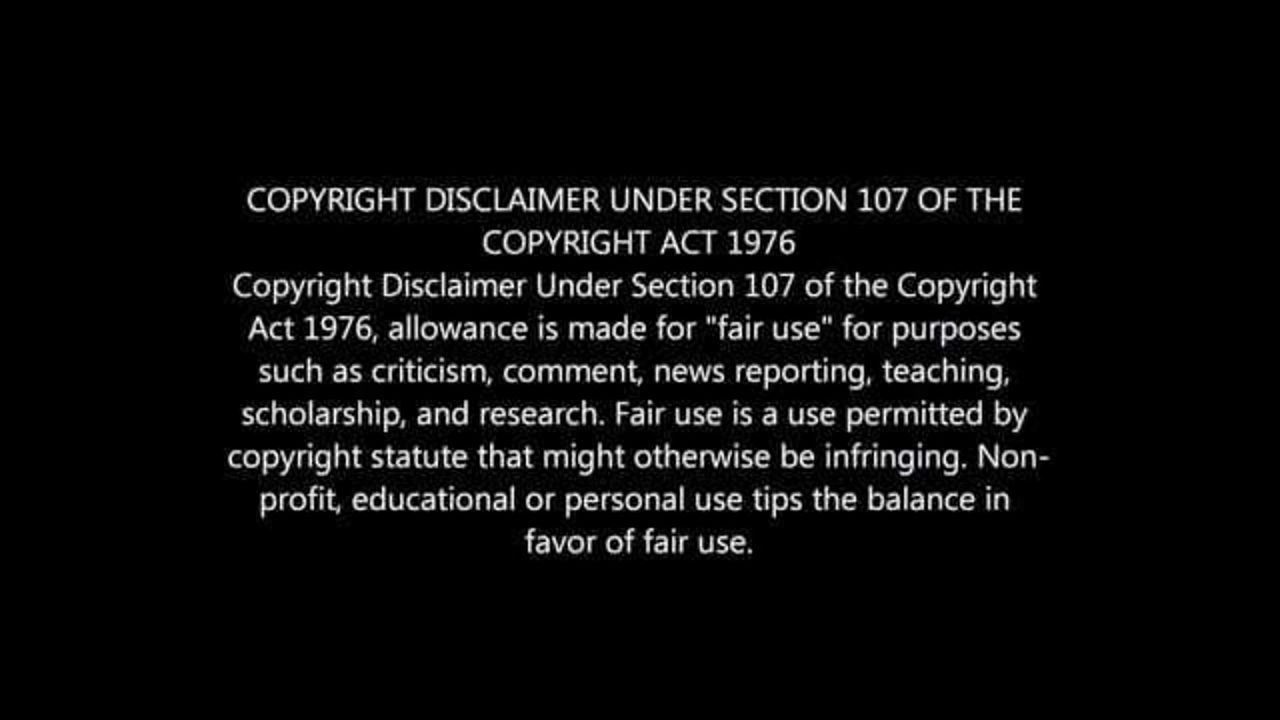 COPYRIGHT DISCLAIMER UNDER SECTION 107 OF THE
COPYRIGHT ACT 1976
Copyright Disclaimer Under Section 107 of the Copyright
Act 1976, allowance is made for "fair use" for purposes
such as criticism, comment, news reporting, teaching,
scholarship, and research. Fair use is a use permitted by
copyright statute that might otherwise be infringing. Non-
profit, educational or personal use tips the balance in
favor of fair use.